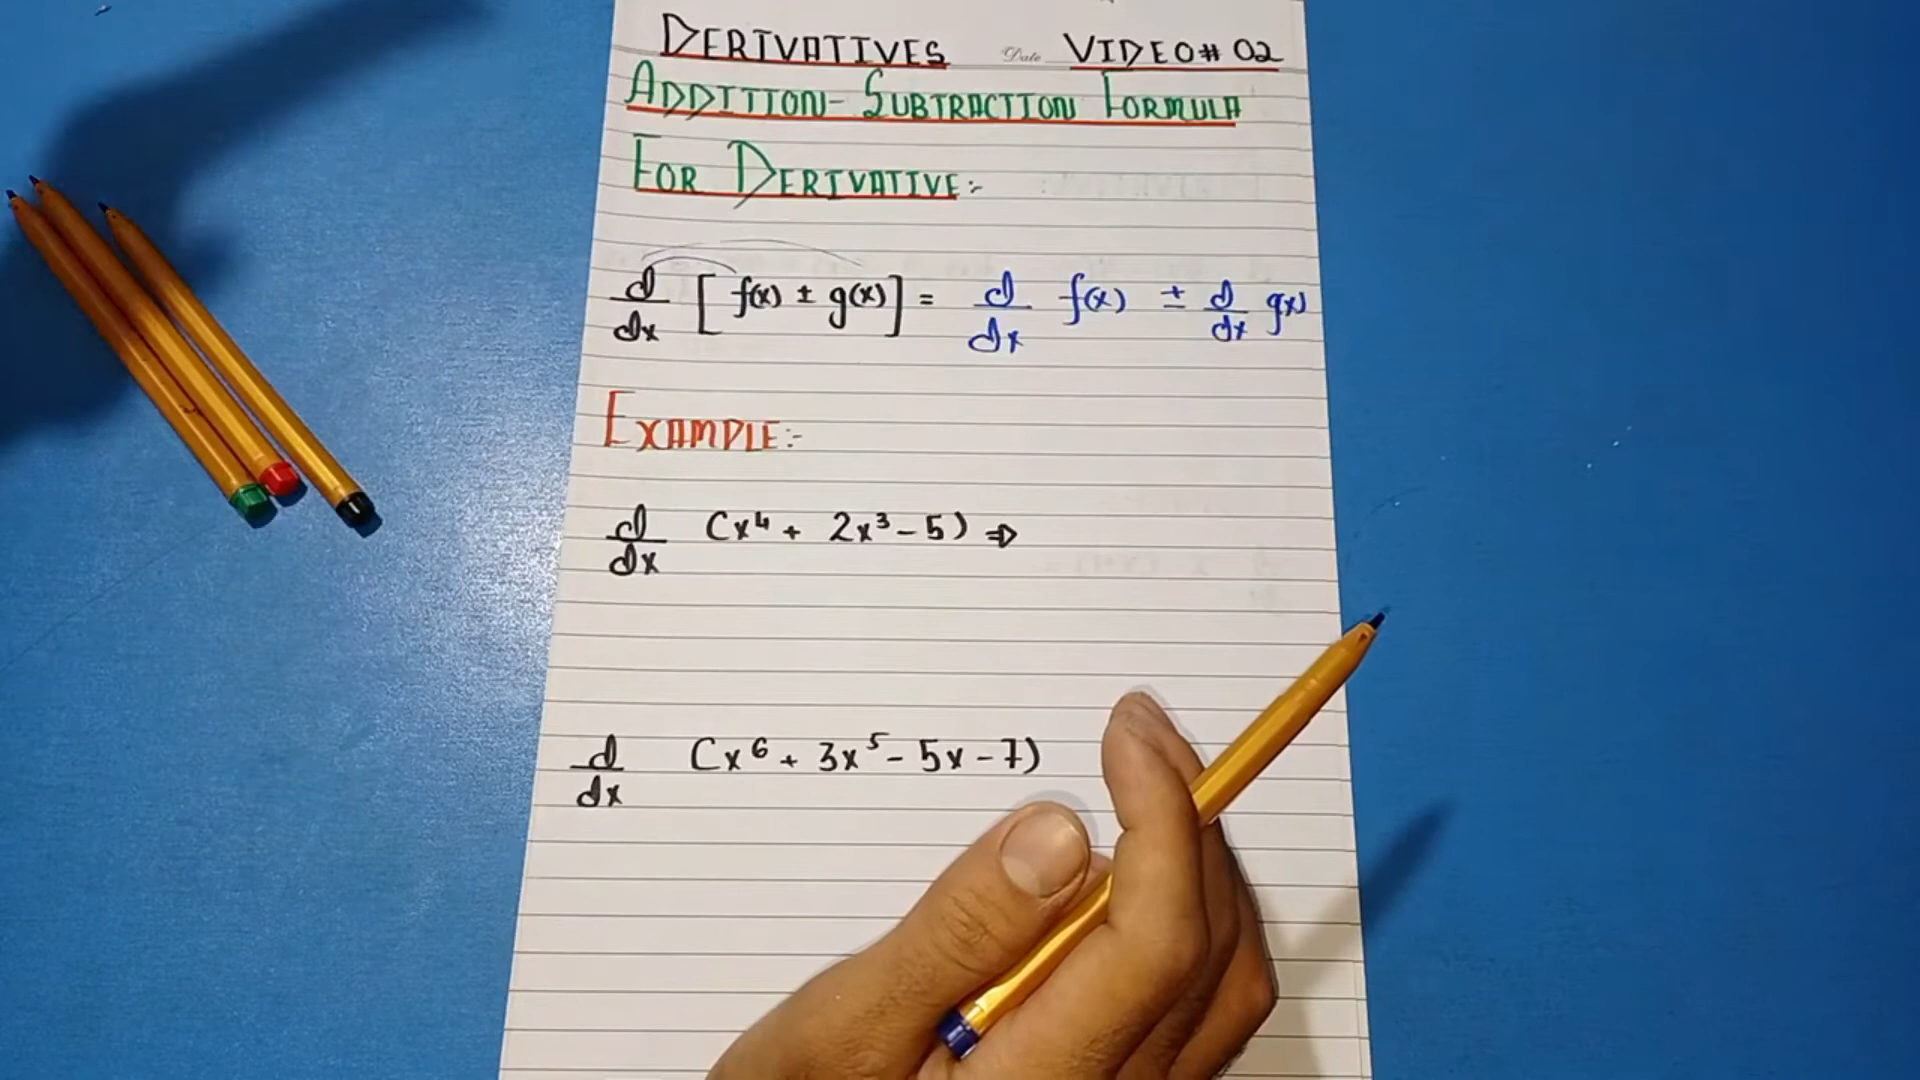 DERIVATIVES Date VIDEO# 02
ADDITION-SUBTRACTION FORMULA
FOR DERIVATIVE:-
d/dx [f(x) ± g(x)] = d/dx f(x) ± d/dx g(x)
EXAMPLE:-
d/dx (x⁴ + 2x³ - 5) ⇒
d/dx (x⁶ + 3x⁵ - 5x - 7)